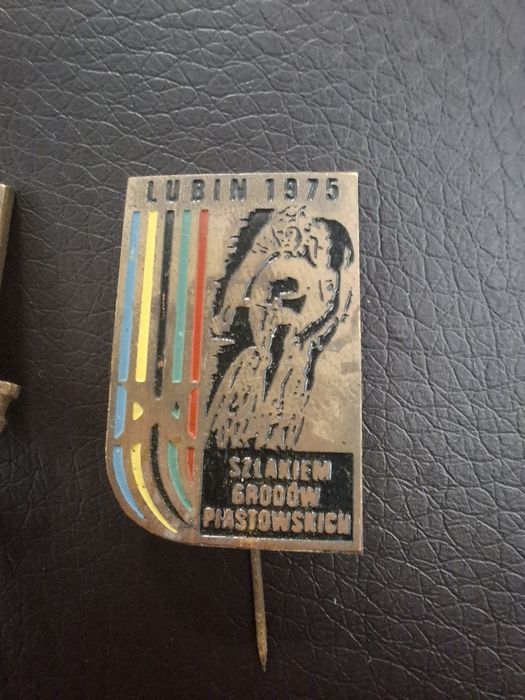 LUBIN 1975
SZLAKIEM
GRODÓW
PIASTOWSKICH